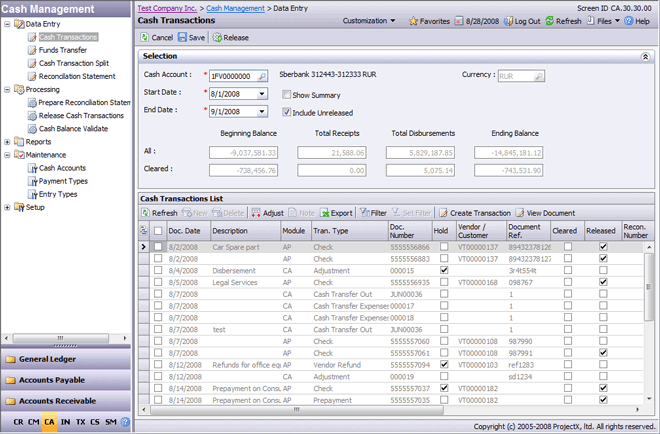 Cash Management
Data Entry
Cash Transactions
Funds Transfer
Cash Transaction Split
Reconciliation Statement
Processing
Prepare Reconciliation Statem
Release Cash Transactions
Cash Balance Validate
Reports
Maintenance
Cash Accounts
Payment Types
Entry Types
Setup
General Ledger
Accounts Payable
Accounts Receivable
CR CM CA IN TX CS SM
Test Company Inc. > Cash Management > Data Entry
Screen ID CA.30.30.00
Cash Transactions
Customization Favorites 8/28/2008 Log Out Refresh Files Help
Cancel Save Release
Selection
Cash Account : * 1FV0000000 Sberbank 312443-312333 RUR Currency : RUR
Start Date : * 8/1/2008 Show Summary
End Date : * 9/1/2008 Include Unreleased
Beginning Balance Total Receipts Total Disbursements Ending Balance
All : -9,037,581.33 21,588.06 5,829,187.85 -14,845,181.12
Cleared : -738,456.76 0.00 5,075.14 -743,531.90
Cash Transactions List
Refresh New Delete Adjust Note Export Filter Set Filter Create Transaction View Document
Doc. Date Description Module Tran. Type Doc. Number Hold Vendor / Customer Document Ref. Cleared Released Recon. Number
8/2/2008 Car Spare part AP Check 5555556866 VT00000137 89432378126
8/2/2008 AP Check 5555556883 VT00000137 89432378127
8/4/2008 Disbersement CA Adjustment 000015 3r4t554t
8/5/2008 Legal Services AP Check 5555556935 VT00000168 098767
8/7/2008 CA Cash Transfer Out JUN00036 1
8/7/2008 CA Cash Transfer Expenses 000017 1
8/7/2008 CA Cash Transfer Expenses 000018 1
8/7/2008 test CA Cash Transfer Out JUN00036 1
8/7/2008 AP Check 5555557060 VT00000108 987990
8/7/2008 AP Check 5555557061 VT00000108 987991
8/12/2008 Refunds for office equ AP Vendor Refund 5555557094 VT00000103 ref1283
8/12/2008 CA Adjustment 000019 sd1234
8/14/2008 Prepayment on Consu AP Check 5555557037 VT00000182
8/14/2008 Prepayment on Consu AP Prepayment 5555557035 VT00000182
Copyright (c) 2005-2008 ProjectX, ltd. All rights reserved.